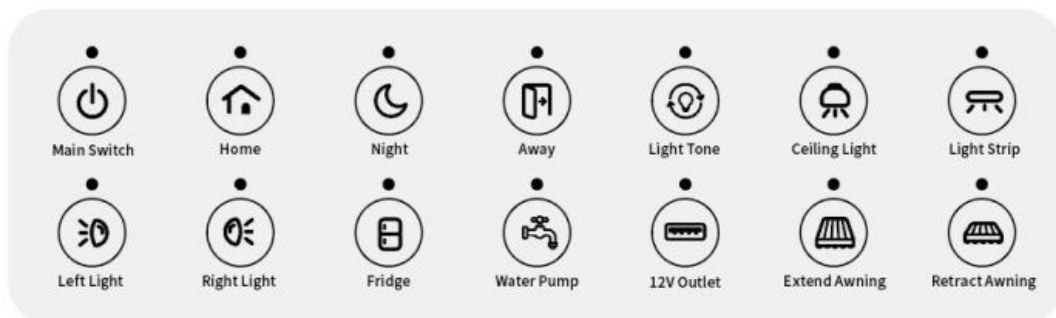 Main Switch Home Night Away Light Tone Ceiling Light Light Strip
Left Light Right Light Fridge Water Pump 12V Outlet Extend Awning Retract Awning